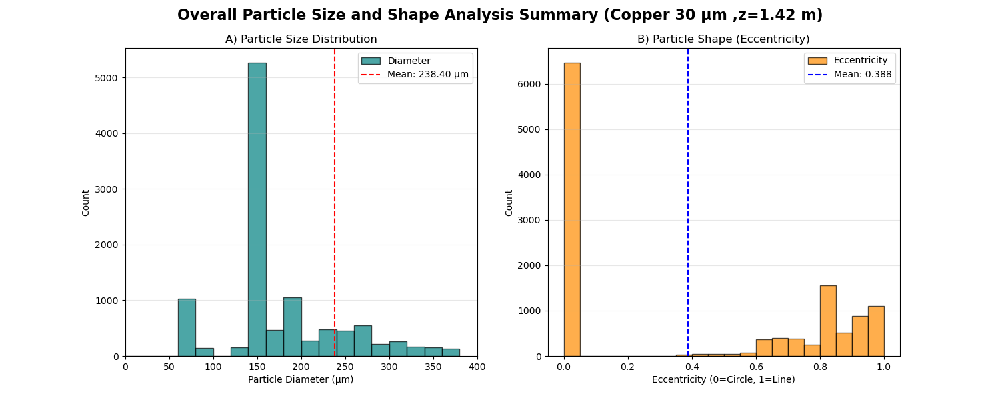 Overall Particle Size and Shape Analysis Summary (Copper 30 µm ,z=1.42 m)
A) Particle Size Distribution
Diameter
Mean: 238.40 µm
5000
4000
3000
2000
1000
0
Count
0 50 100 150 200 250 300 350 400
Particle Diameter (µm)
B) Particle Shape (Eccentricity)
Eccentricity
Mean: 0.388
6000
5000
4000
3000
2000
1000
0
Count
0.0 0.2 0.4 0.6 0.8 1.0
Eccentricity (0=Circle, 1=Line)